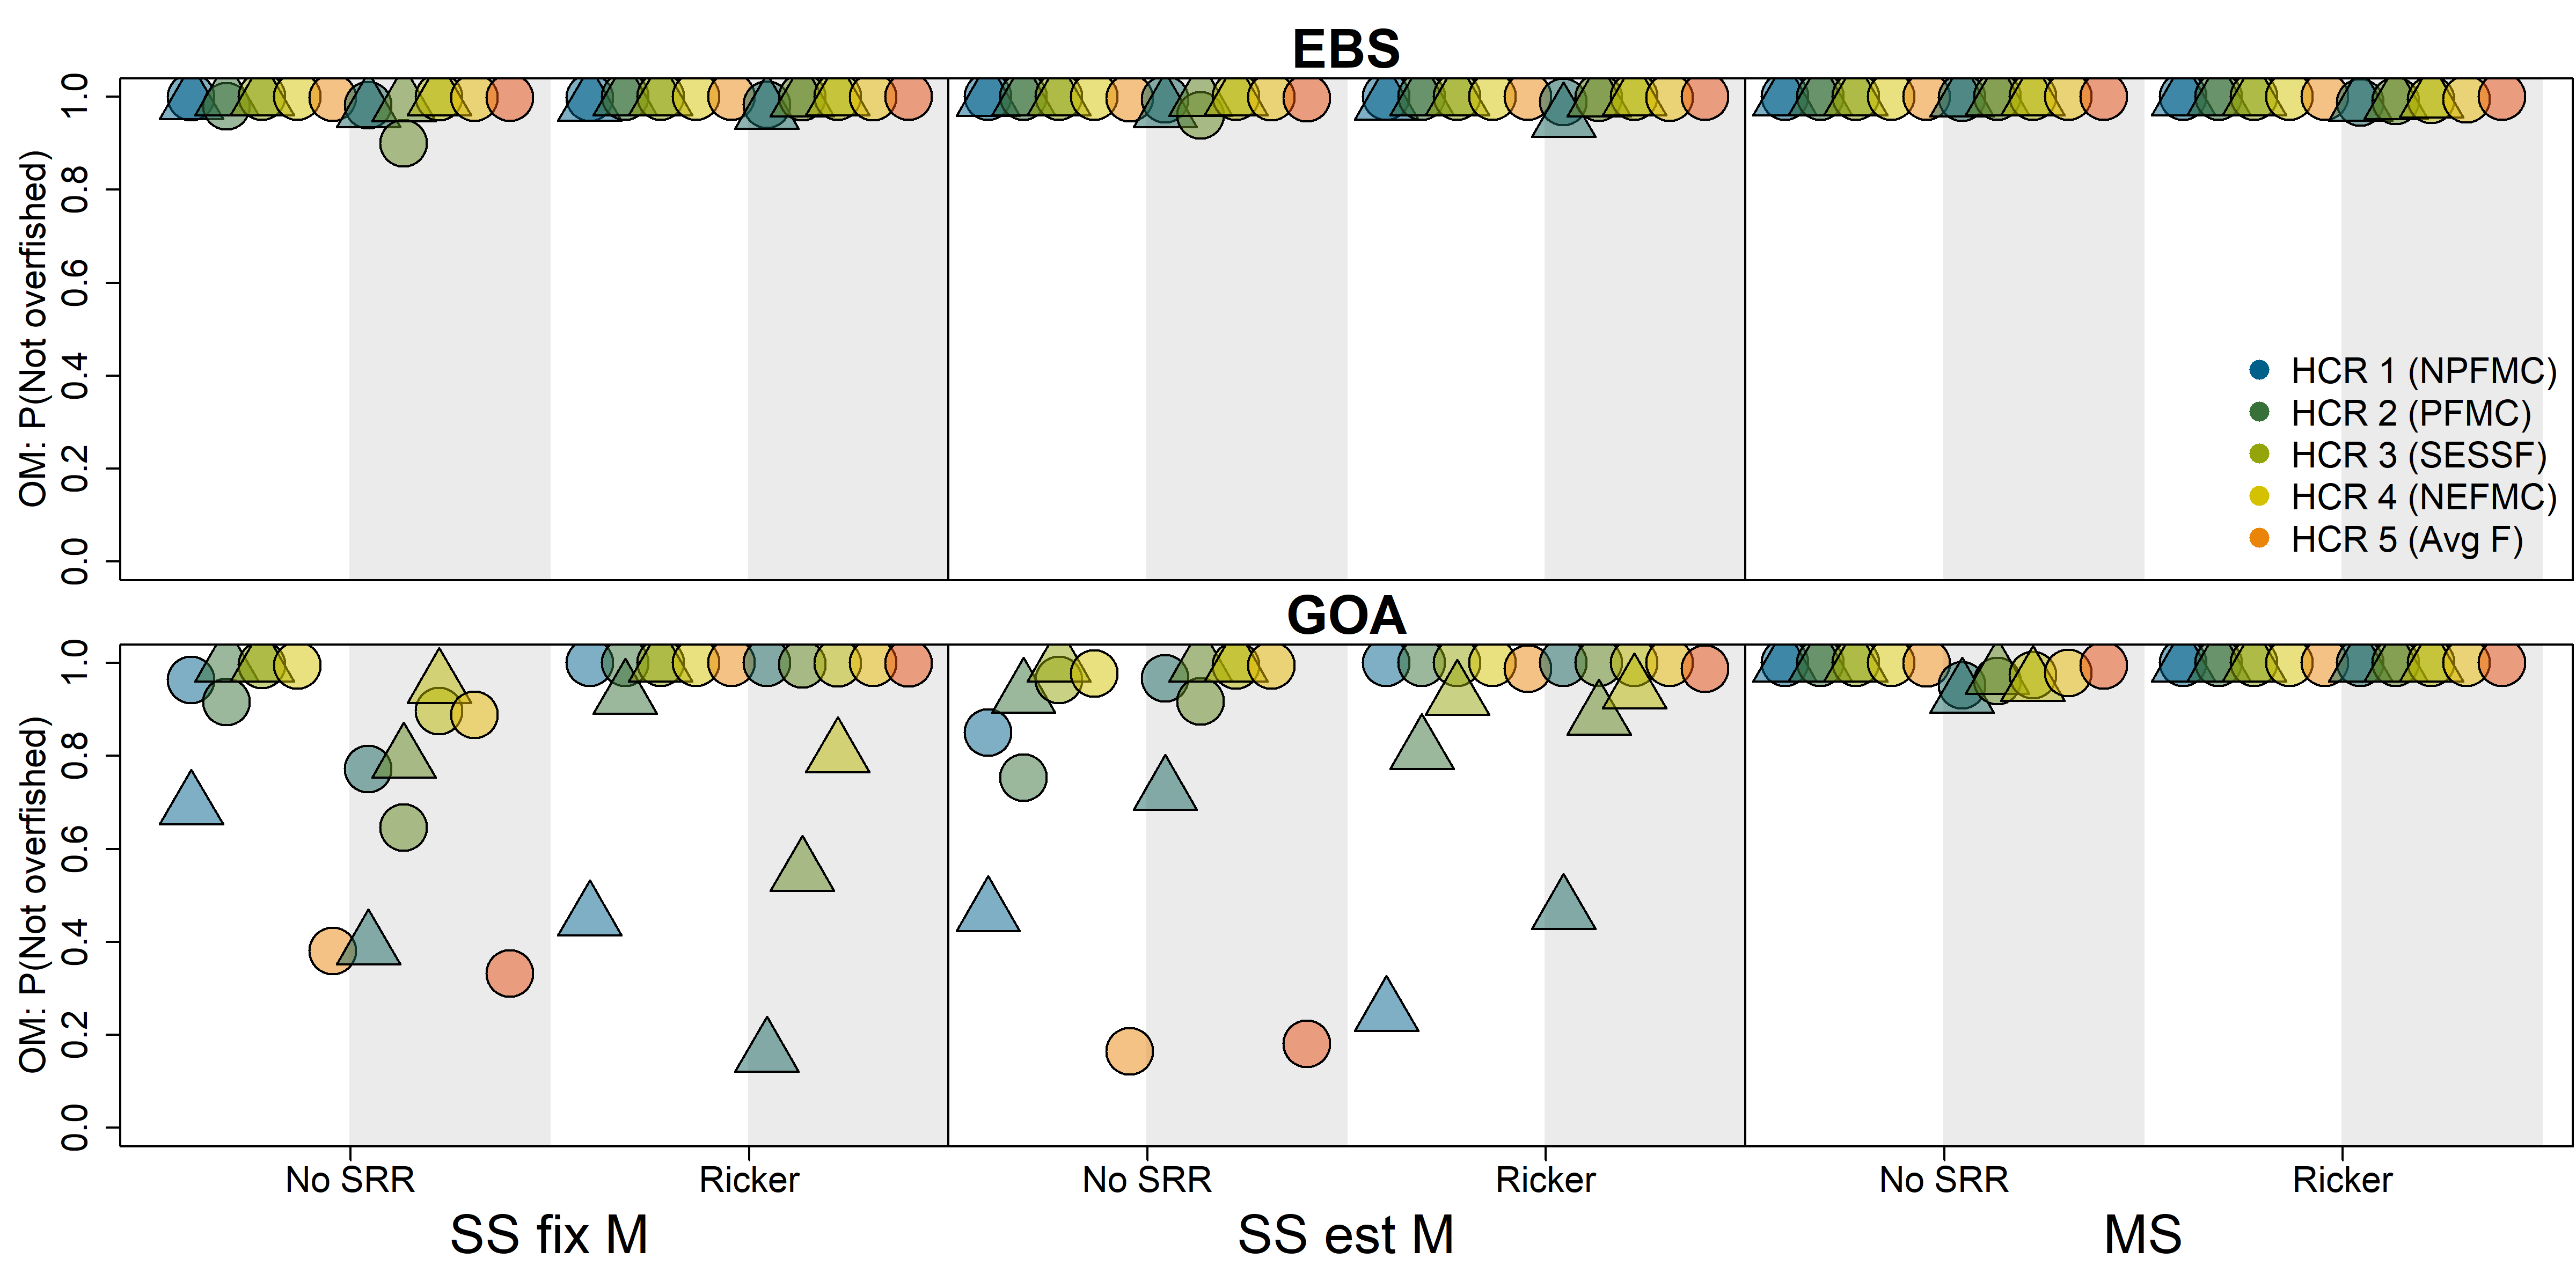 EBS
OM: P(Not overfished)
1.0
0.8
0.6
0.4
0.2
0.0
HCR 1 (NPFMC)
HCR 2 (PFMC)
HCR 3 (SESSF)
HCR 4 (NEFMC)
HCR 5 (Avg F)
GOA
OM: P(Not overfished)
1.0
0.8
0.6
0.4
0.2
0.0
No SRR Ricker No SRR Ricker No SRR Ricker
SS fix M SS est M MS